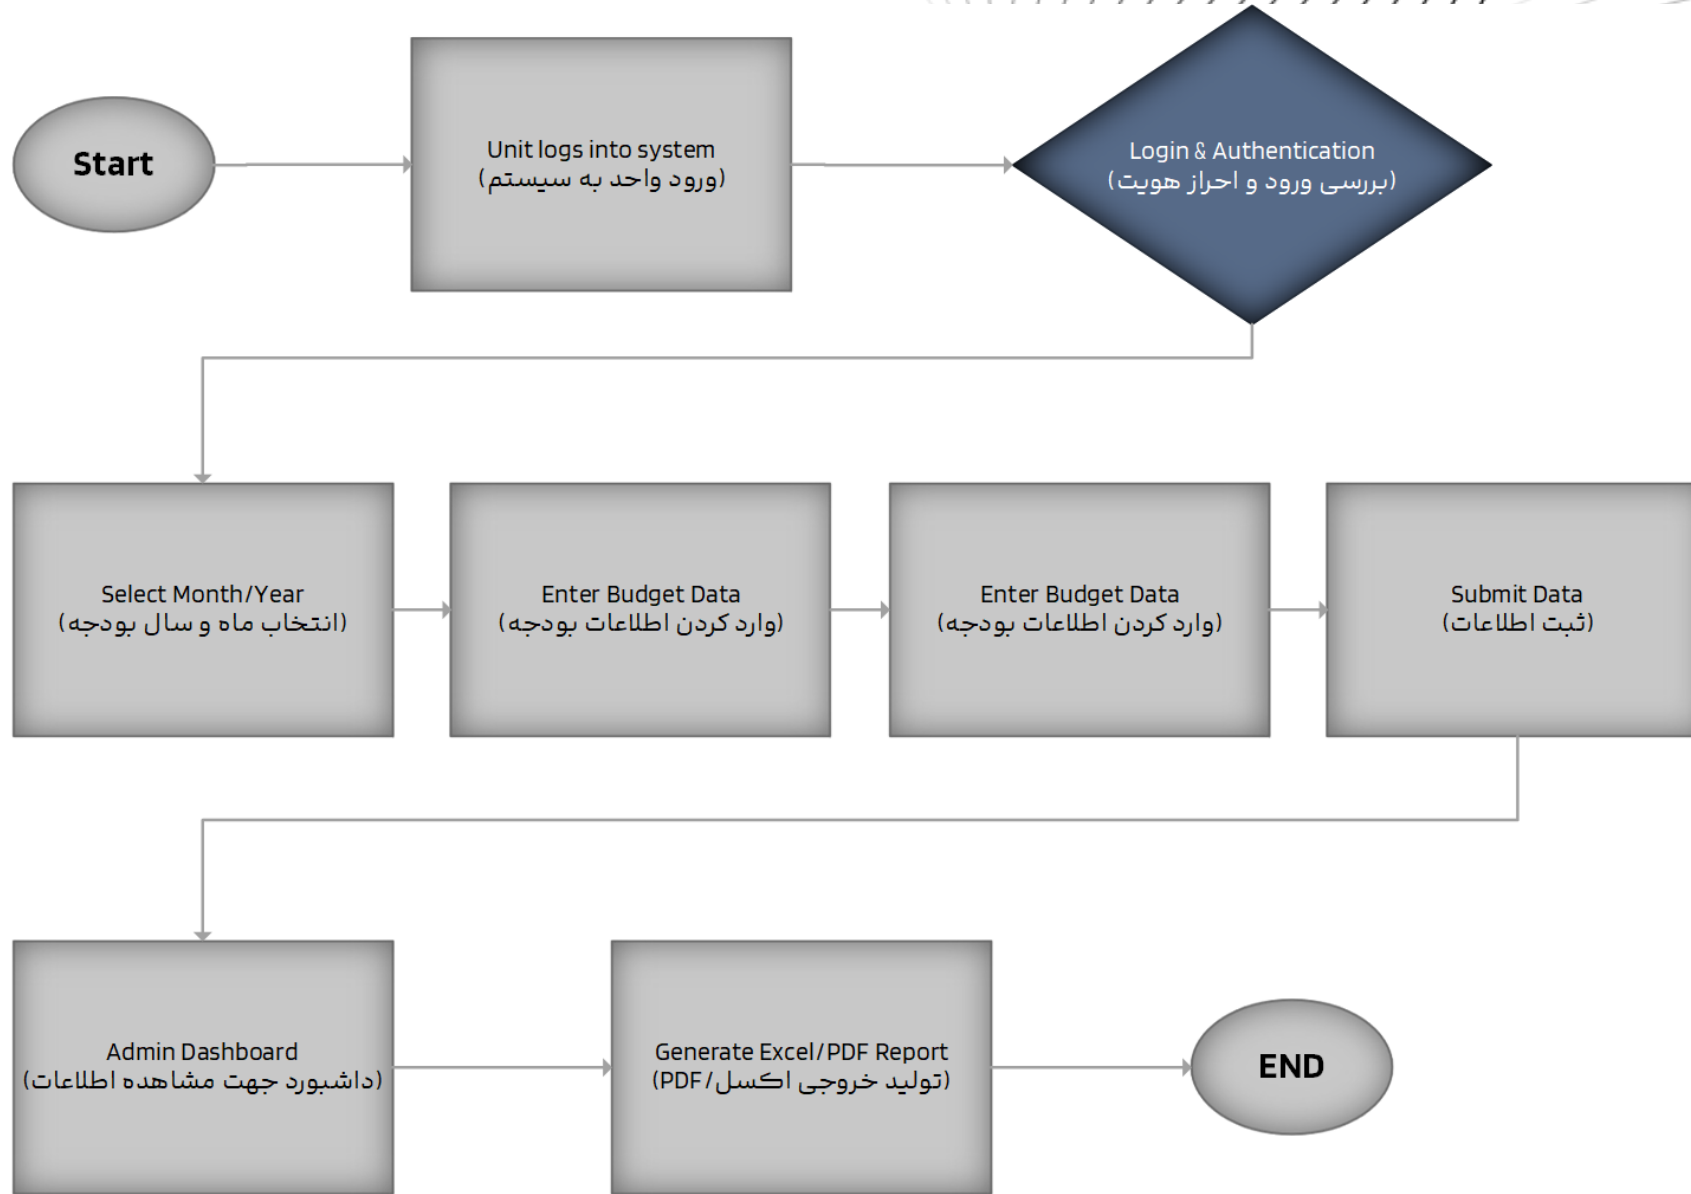 Start
Unit logs into system
(ورود واحد به سیستم)
Login & Authentication
(بررسی ورود و احراز هویت)
Select Month/Year
(انتخاب ماه و سال بودجه)
Enter Budget Data
(وارد کردن اطلاعات بودجه)
Enter Budget Data
(وارد کردن اطلاعات بودجه)
Submit Data
(ثبت اطلاعات)
Admin Dashboard
(داشبورد جهت مشاهده اطلاعات)
Generate Excel/PDF Report
(تولید خروجی اکسل/PDF)
END